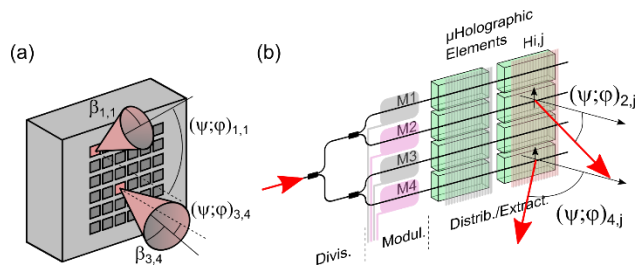 (a)
β1,1
(ψ;φ)1,1
(ψ;φ)3,4
β3,4
(b)
μHolographic
Elements
Hi,j
M1
M2
M3
M4
(ψ;φ)2,j
(ψ;φ)4,j
Divis.
Modul.
Distrib./Extract.